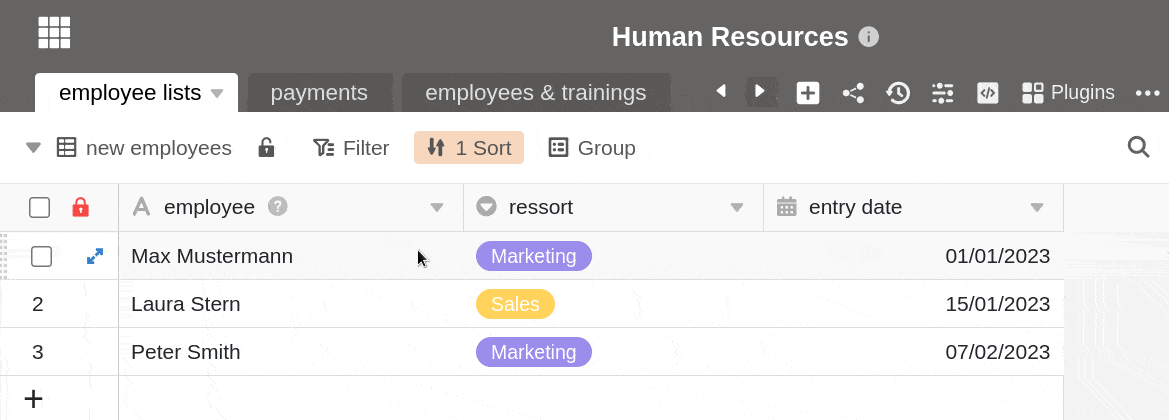 Human Resources
employee lists payments employees & trainings Plugins
new employees Filter 1 Sort Group
employee ressort entry date
Max Mustermann Marketing 01/01/2023
2 Laura Stern Sales 15/01/2023
3 Peter Smith Marketing 07/02/2023